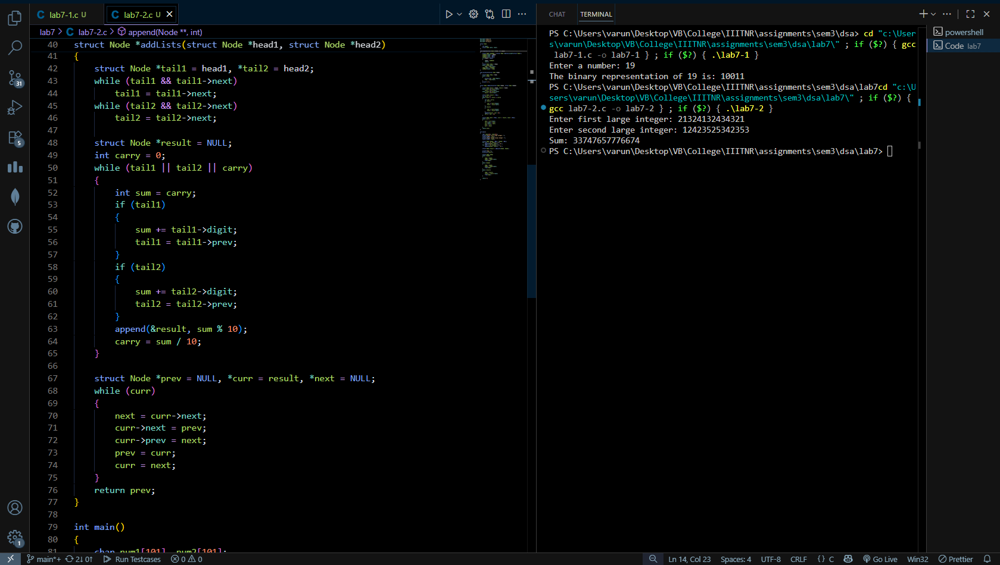 lab7-1.c U
lab7-2.c U
lab7 > C lab7-2.c > append(Node **, int)
40 struct Node *addLists(struct Node *head1, struct Node *head2)
41 {
42 struct Node *tail1 = head1, *tail2 = head2;
43 while (tail1 && tail1->next)
44 tail1 = tail1->next;
45 while (tail2 && tail2->next)
46 tail2 = tail2->next;
47
48 struct Node *result = NULL;
49 int carry = 0;
50 while (tail1 || tail2 || carry)
51 {
52 int sum = carry;
53 if (tail1)
54 {
55 sum += tail1->digit;
56 tail1 = tail1->prev;
57 }
58 if (tail2)
59 {
60 sum += tail2->digit;
61 tail2 = tail2->prev;
62 }
63 append(&result, sum % 10);
64 carry = sum / 10;
65 }
66
67 struct Node *prev = NULL, *curr = result, *next = NULL;
68 while (curr)
69 {
70 next = curr->next;
71 curr->next = prev;
72 curr->prev = next;
73 prev = curr;
74 curr = next;
75 }
76 return prev;
77 }
78
79 int main()
80 {
81 char num1[101], num2[101];
31
5
1
CHAT
TERMINAL
PS C:\Users\varun\Desktop\VB\College\IIITNR\assignments\sem3\dsa> cd "c:\User
s\varun\Desktop\VB\College\IIITNR\assignments\sem3\dsa\lab7\" ; if ($?) { gcc
lab7-1.c -o lab7-1 } ; if ($?) { .\lab7-1 }
Enter a number: 19
The binary representation of 19 is: 10011
PS C:\Users\varun\Desktop\VB\College\IIITNR\assignments\sem3\dsa\lab7cd "c:\U
sers\varun\Desktop\VB\College\IIITNR\assignments\sem3\dsa\lab7\" ; if ($?) {
gcc lab7-2.c -o lab7-2 } ; if ($?) { .\lab7-2 }
Enter first large integer: 21324132434321
Enter second large integer: 12423525342353
Sum: 33747657776674
PS C:\Users\varun\Desktop\VB\College\IIITNR\assignments\sem3\dsa\lab7>
powershell
Code lab7
main*+ 2↓ 0↑ Run Testcases 0 0 Ln 14, Col 23 Spaces: 4 UTF-8 CRLF {} C Go Live Win32 Prettier